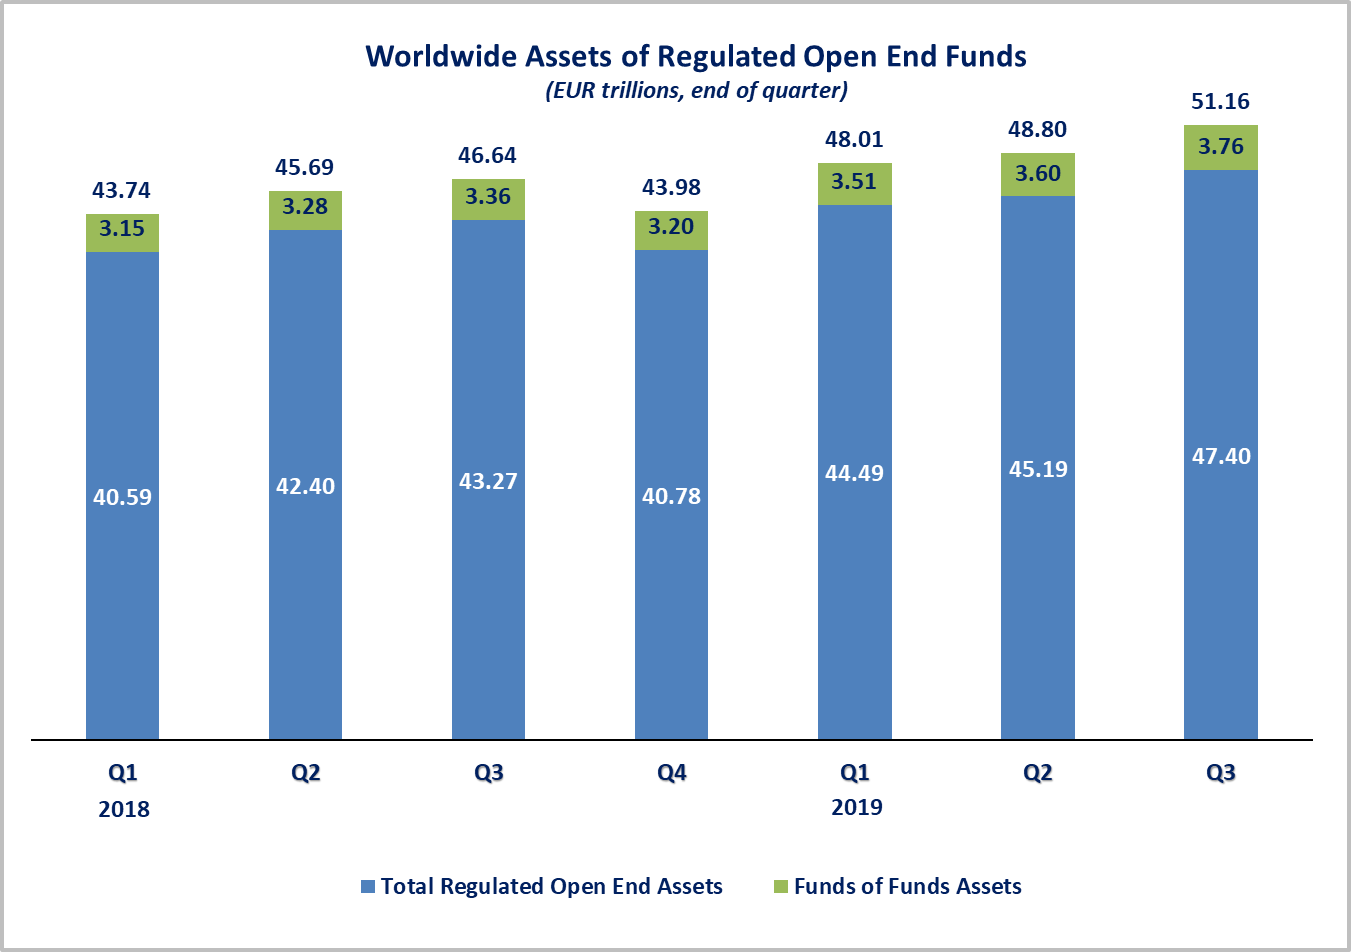 Worldwide Assets of Regulated Open End Funds
(EUR trillions, end of quarter)
43.74 45.69 46.64 43.98 48.01 48.80 51.16
3.15 3.28 3.36 3.20 3.51 3.60 3.76
40.59 42.40 43.27 40.78 44.49 45.19 47.40
Q1 Q2 Q3 Q4 Q1 Q2 Q3
2018 2019
Total Regulated Open End Assets Funds of Funds Assets